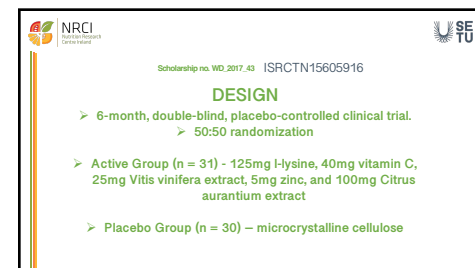 NRCI
Nutrition Research
Centre Ireland
SE
TU
Scholarship no. WD_2017_43 ISRCTN15605916
DESIGN
➢ 6-month, double-blind, placebo-controlled clinical trial.
➢ 50:50 randomization
➢ Active Group (n = 31) - 125mg l-lysine, 40mg vitamin C,
25mg Vitis vinifera extract, 5mg zinc, and 100mg Citrus
aurantium extract
➢ Placebo Group (n = 30) – microcrystalline cellulose